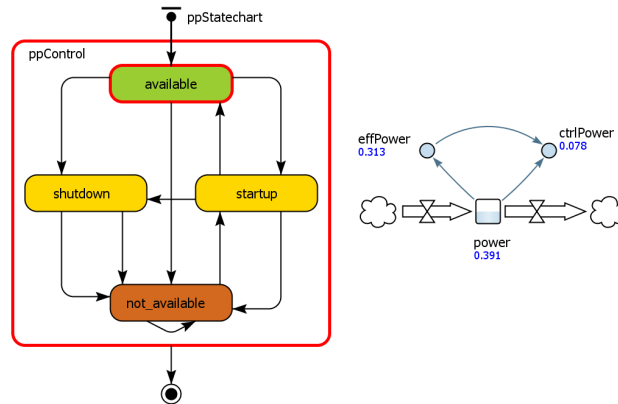 ppStatechart
ppControl
available
shutdown
startup
not_available
effPower
0.313
ctrlPower
0.078
power
0.391